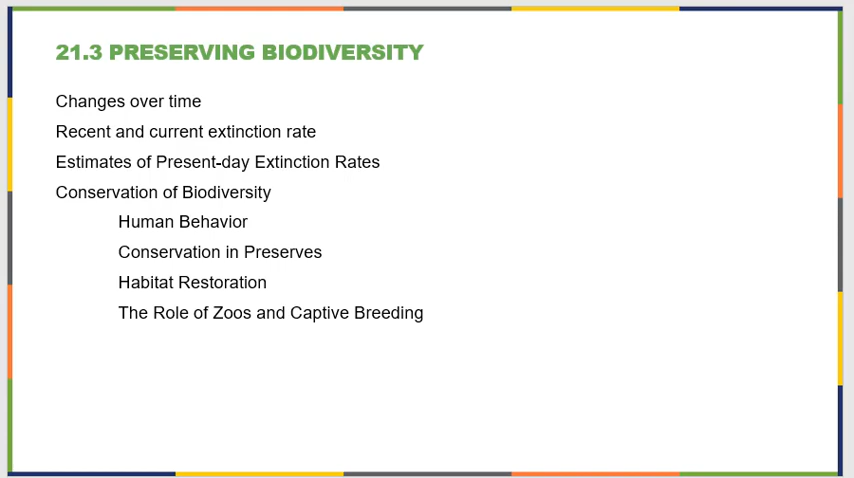 21.3 PRESERVING BIODIVERSITY
Changes over time
Recent and current extinction rate
Estimates of Present-day Extinction Rates
Conservation of Biodiversity
Human Behavior
Conservation in Preserves
Habitat Restoration
The Role of Zoos and Captive Breeding